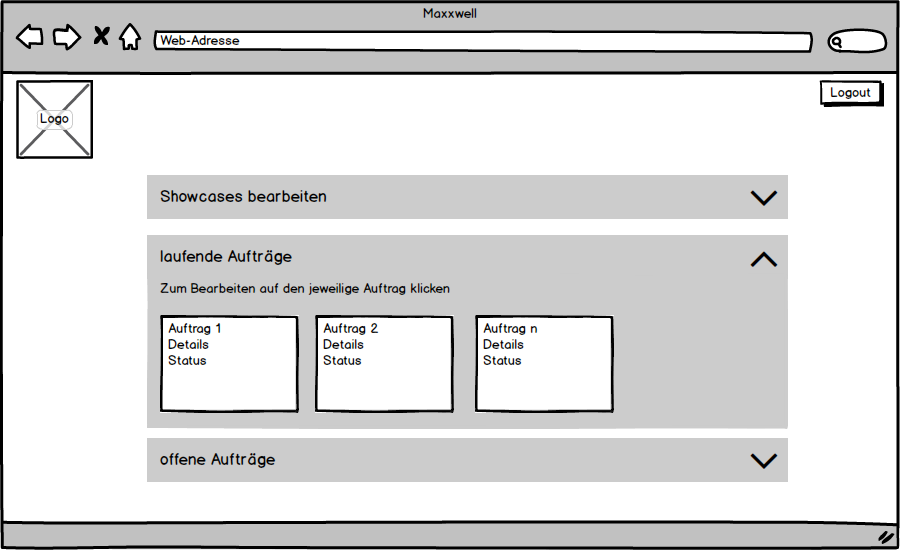 Maxxwell
Web-Adresse
Logo
Logout
Showcases bearbeiten
laufende Aufträge
Zum Bearbeiten auf den jeweilige Auftrag klicken
Auftrag 1
Details
Status
Auftrag 2
Details
Status
Auftrag n
Details
Status
offene Aufträge